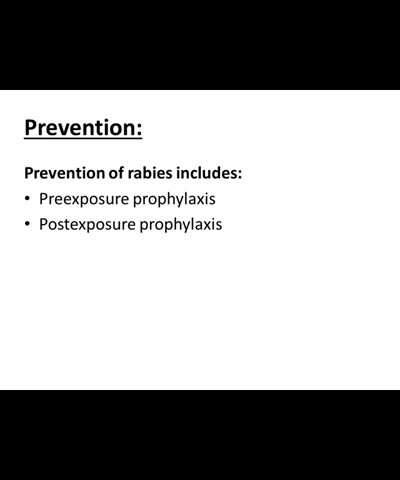 Prevention:
Prevention of rabies includes:
• Preexposure prophylaxis
• Postexposure prophylaxis